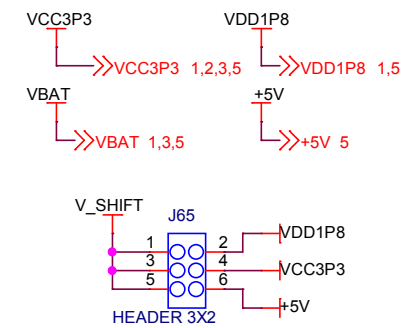 VCC3P3 VDD1P8
VCC3P3 1,2,3,5 VDD1P8 1,5
VBAT +5V
VBAT 1,3,5 +5V 5
V_SHIFT J65
1 2 VDD1P8
3 4 VCC3P3
5 6 +5V
HEADER 3X2